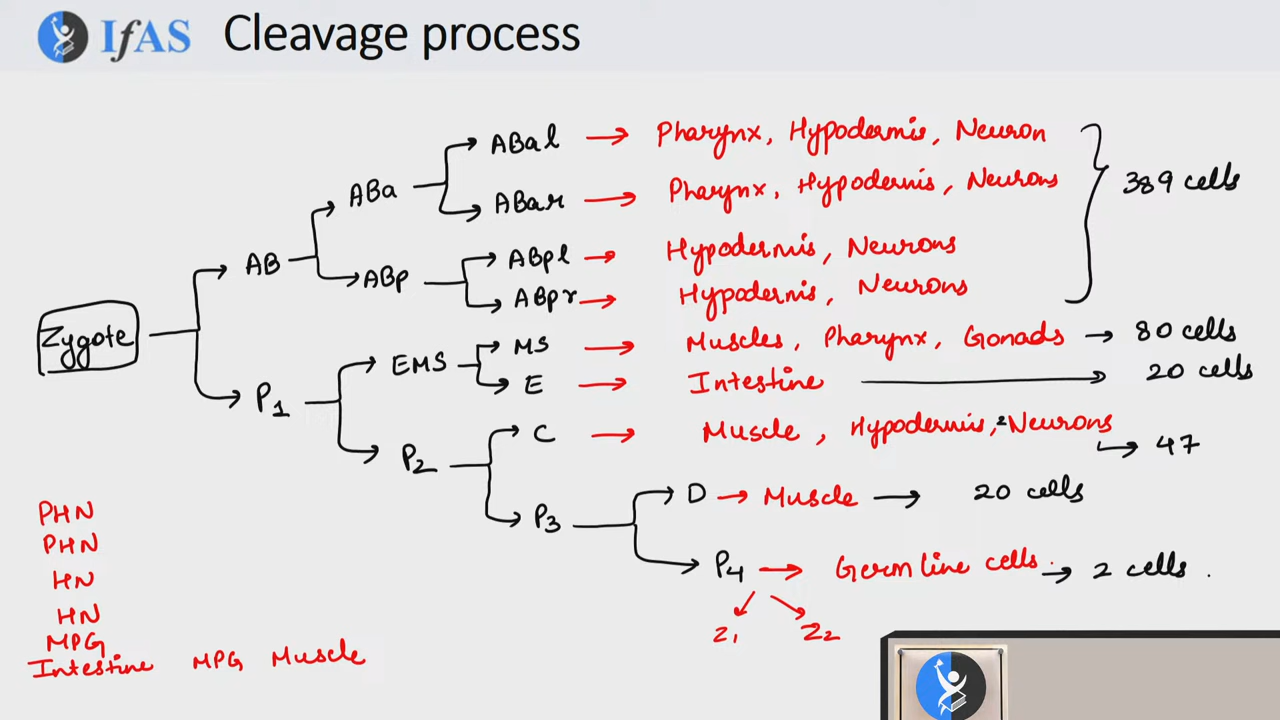 IfAS Cleavage process
ABal → Pharynx, Hypodermis, Neuron
ABa
ABar → Pharynx, Hypodermis, Neurons
389 cells
AB
ABpl → Hypodermis, Neurons
ABp
ABpr → Hypodermis, Neurons
Zygote
MS → Muscles, Pharynx, Gonads → 80 cells
EMS
E → Intestine → 20 cells
P1
C → Muscle, Hypodermis, 2 Neurons
→ 47
P2
D → Muscle → 20 cells
P3
P4 → Germ line cells. → 2 cells.
Z1 Z2
PHN
PHN
HN
HN
MPG
Intestine MPG Muscle